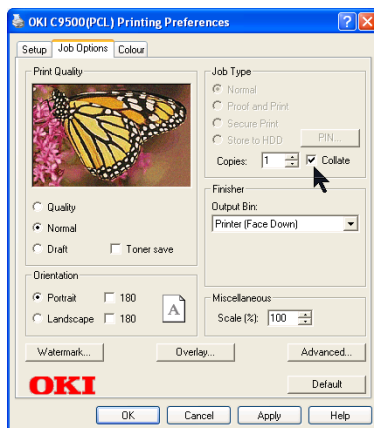 OKI C9500(PCL) Printing Preferences
Setup Job Options Colour
Print Quality
Quality
Normal
Draft
Toner save
Orientation
Portrait
180
Landscape
180
A
Job Type
Normal
Proof and Print
Secure Print
Store to HDD
PIN...
Copies: 1
Collate
Finisher
Output Bin:
Printer (Face Down)
Miscellaneous
Scale (%): 100
Watermark... Overlay... Advanced...
OKI
Default
OK Cancel Apply Help